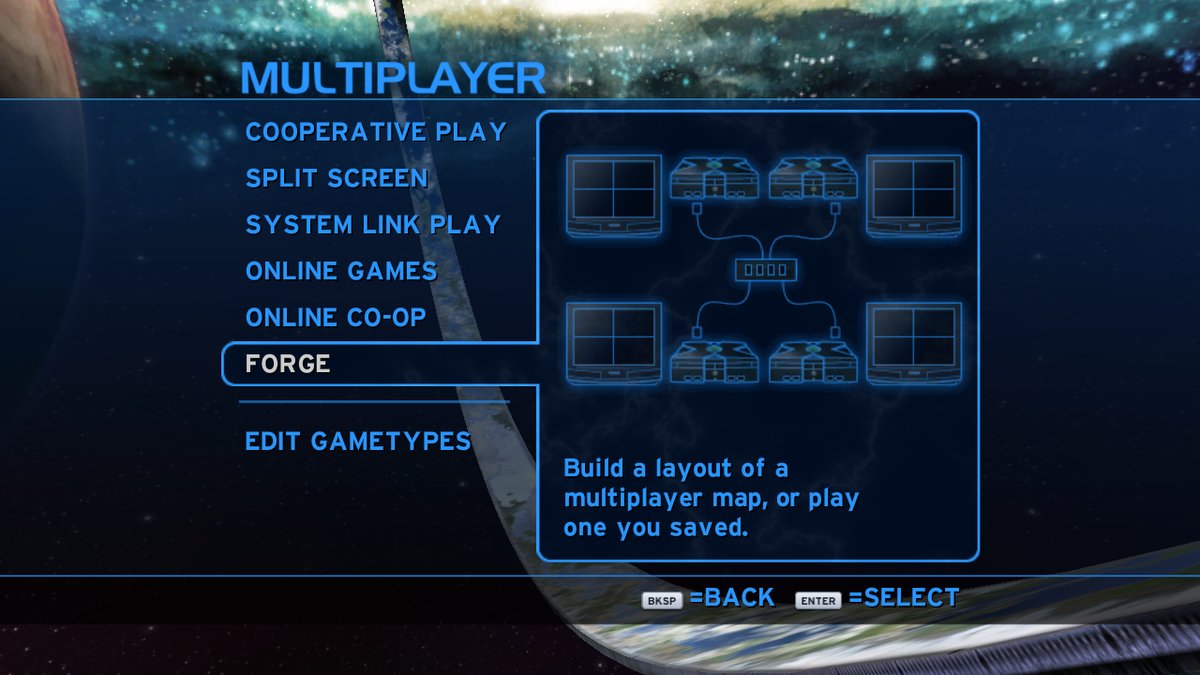 MULTIPLAYER
COOPERATIVE PLAY
SPLIT SCREEN
SYSTEM LINK PLAY
ONLINE GAMES
ONLINE CO-OP
FORGE
EDIT GAMETYPES
Build a layout of a
multiplayer map, or play
one you saved.
BKSP =BACK ENTER =SELECT